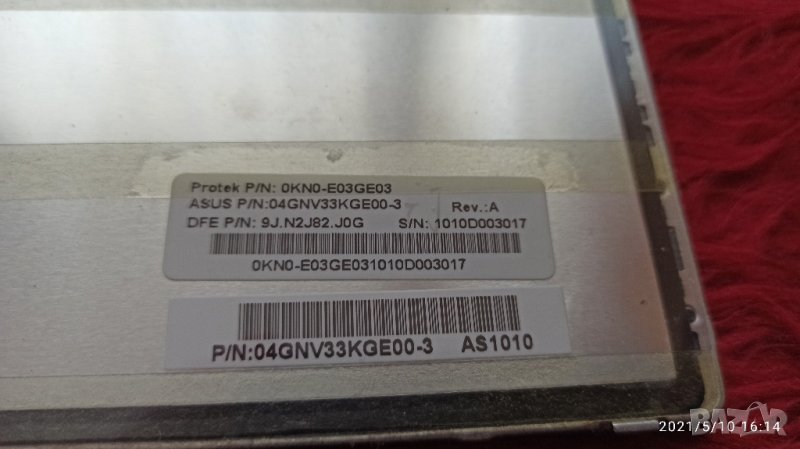 Protek P/N: 0KN0-E03GE03
ASUS P/N:04GNV33KGE00-3 Rev.:A
DFE P/N: 9J.N2J82.J0G S/N: 1010D003017
0KN0-E03GE031010D003017
P/N:04GNV33KGE00-3 AS1010
BAZAR
2021/5/10 16:14